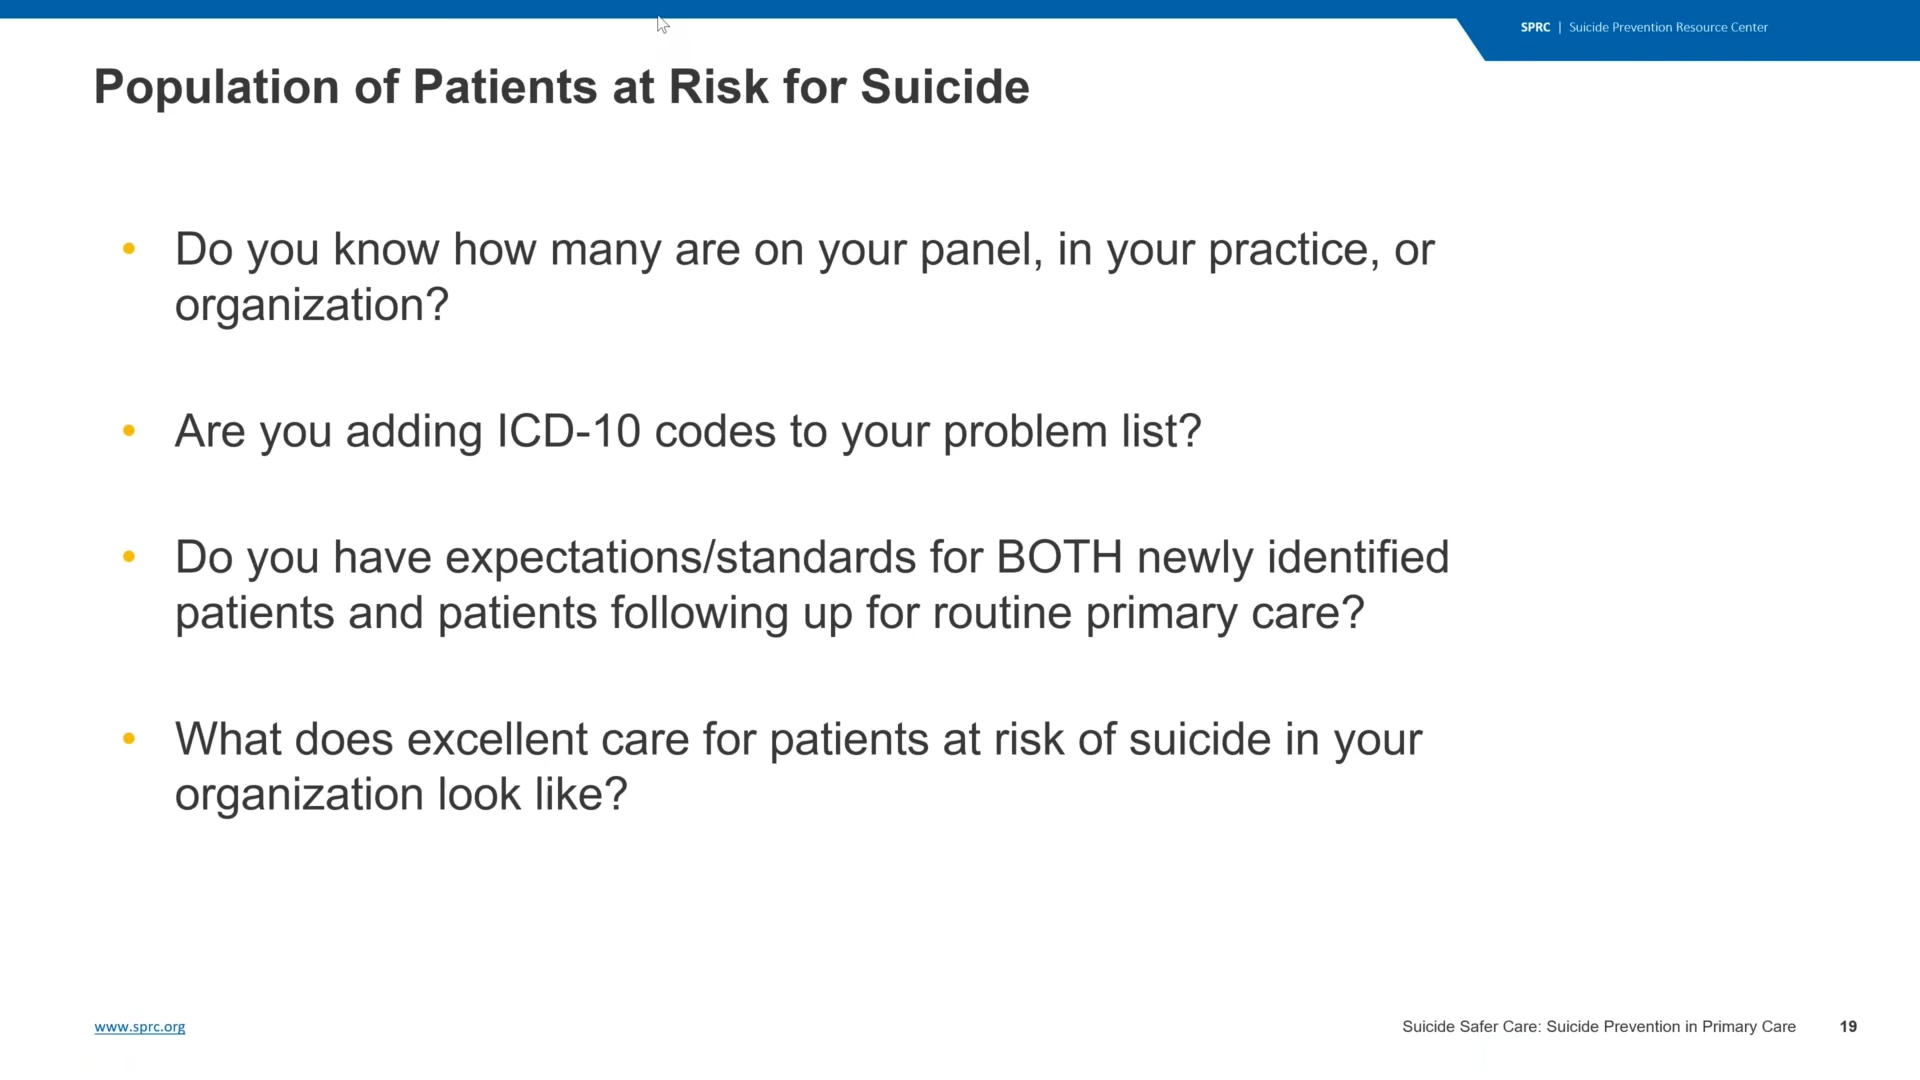 SPRC | Suicide Prevention Resource Center
Population of Patients at Risk for Suicide
• Do you know how many are on your panel, in your practice, or
organization?
• Are you adding ICD-10 codes to your problem list?
• Do you have expectations/standards for BOTH newly identified
patients and patients following up for routine primary care?
• What does excellent care for patients at risk of suicide in your
organization look like?
www.sprc.org
Suicide Safer Care: Suicide Prevention in Primary Care 19